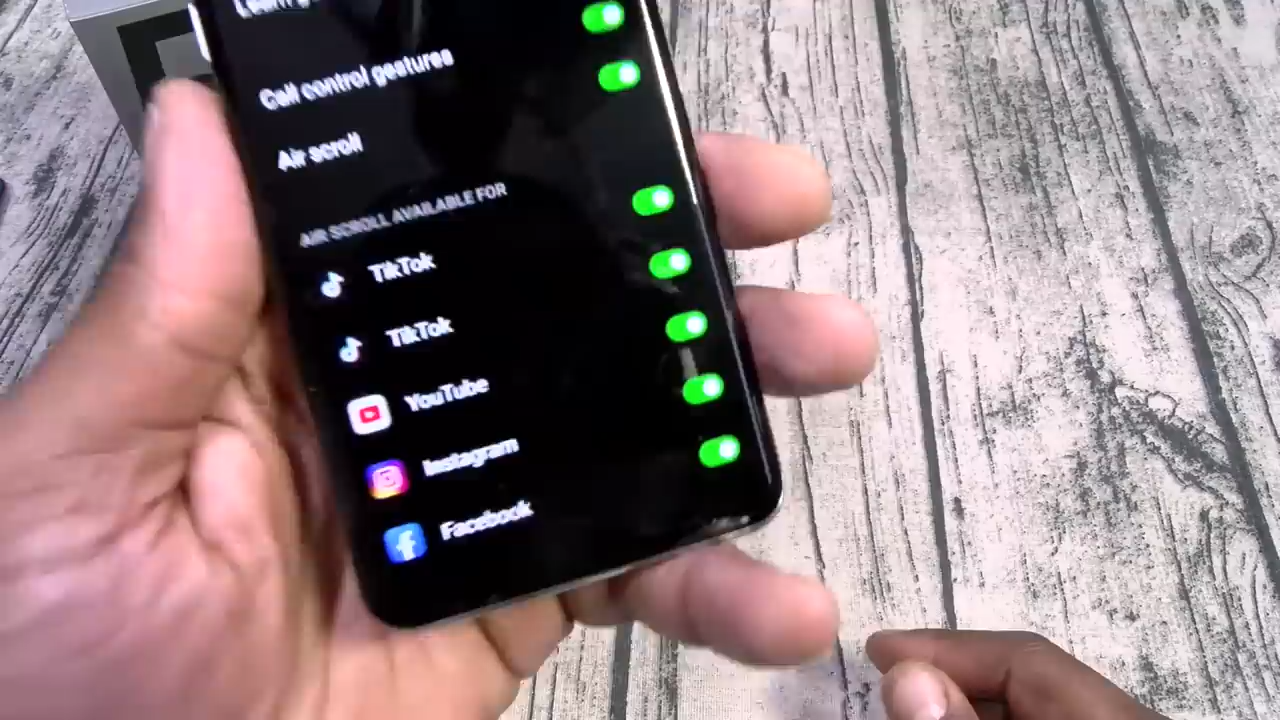 Call control gestures
Air scroll
AIR SCROLL AVAILABLE FOR
TikTok
TikTok
YouTube
Instagram
Facebook